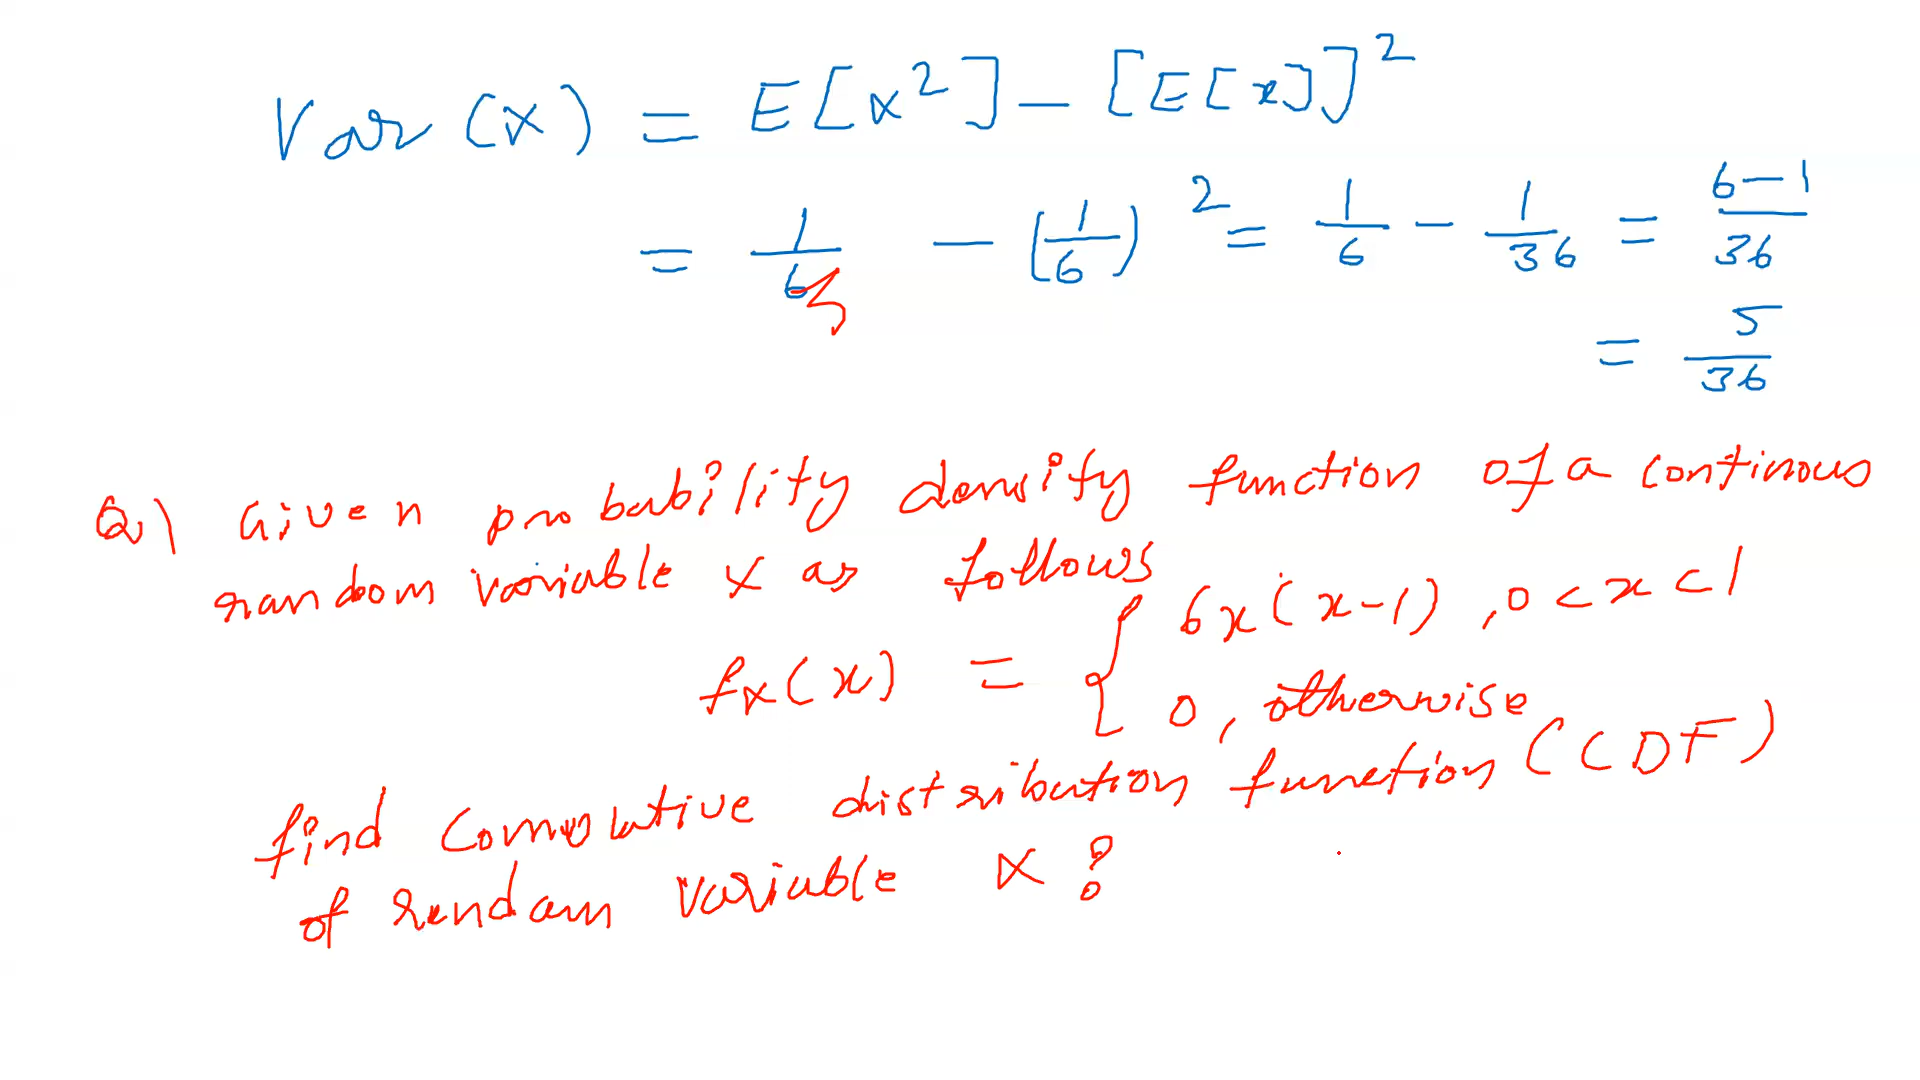 Var (x) = E[x²] - [E[x]]²
= 1/6 - (1/6)² = 1/6 - 1/36 = 6-1/36
= 5/36
Q) Given probability density function of a continous
random variable x as follows
fx(x) = { 6x(x-1), 0<x<1
0, otherwise
find Comulative distribution function (CDF)
of random variable x?